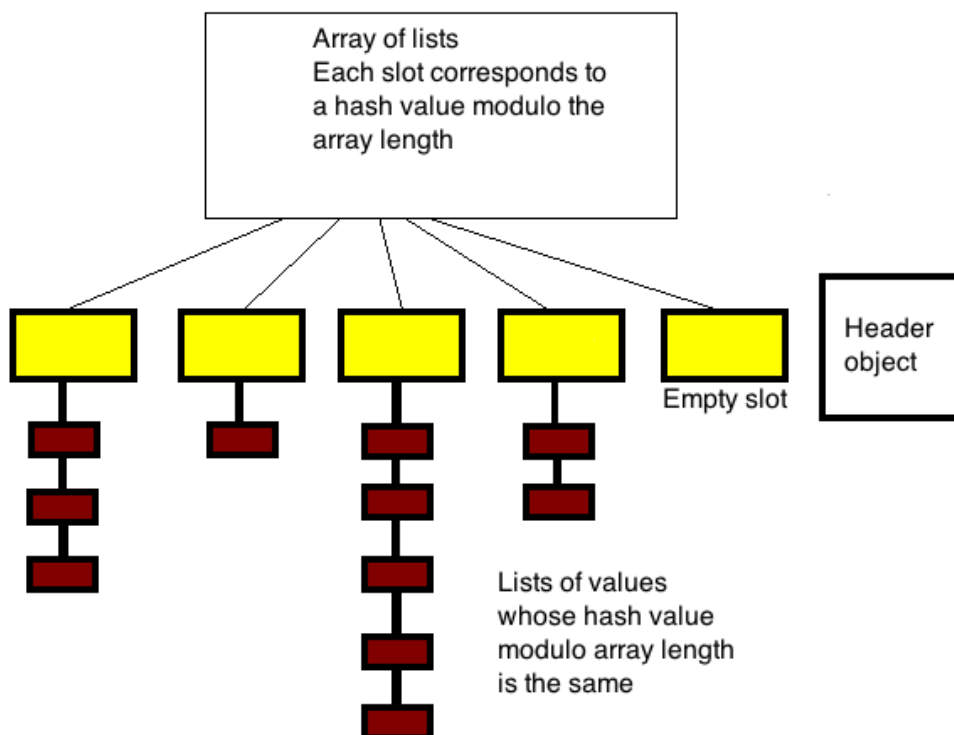 Array of lists
Each slot corresponds to
a hash value modulo the
array length
Header
object
Empty slot
Lists of values
whose hash value
modulo array length
is the same